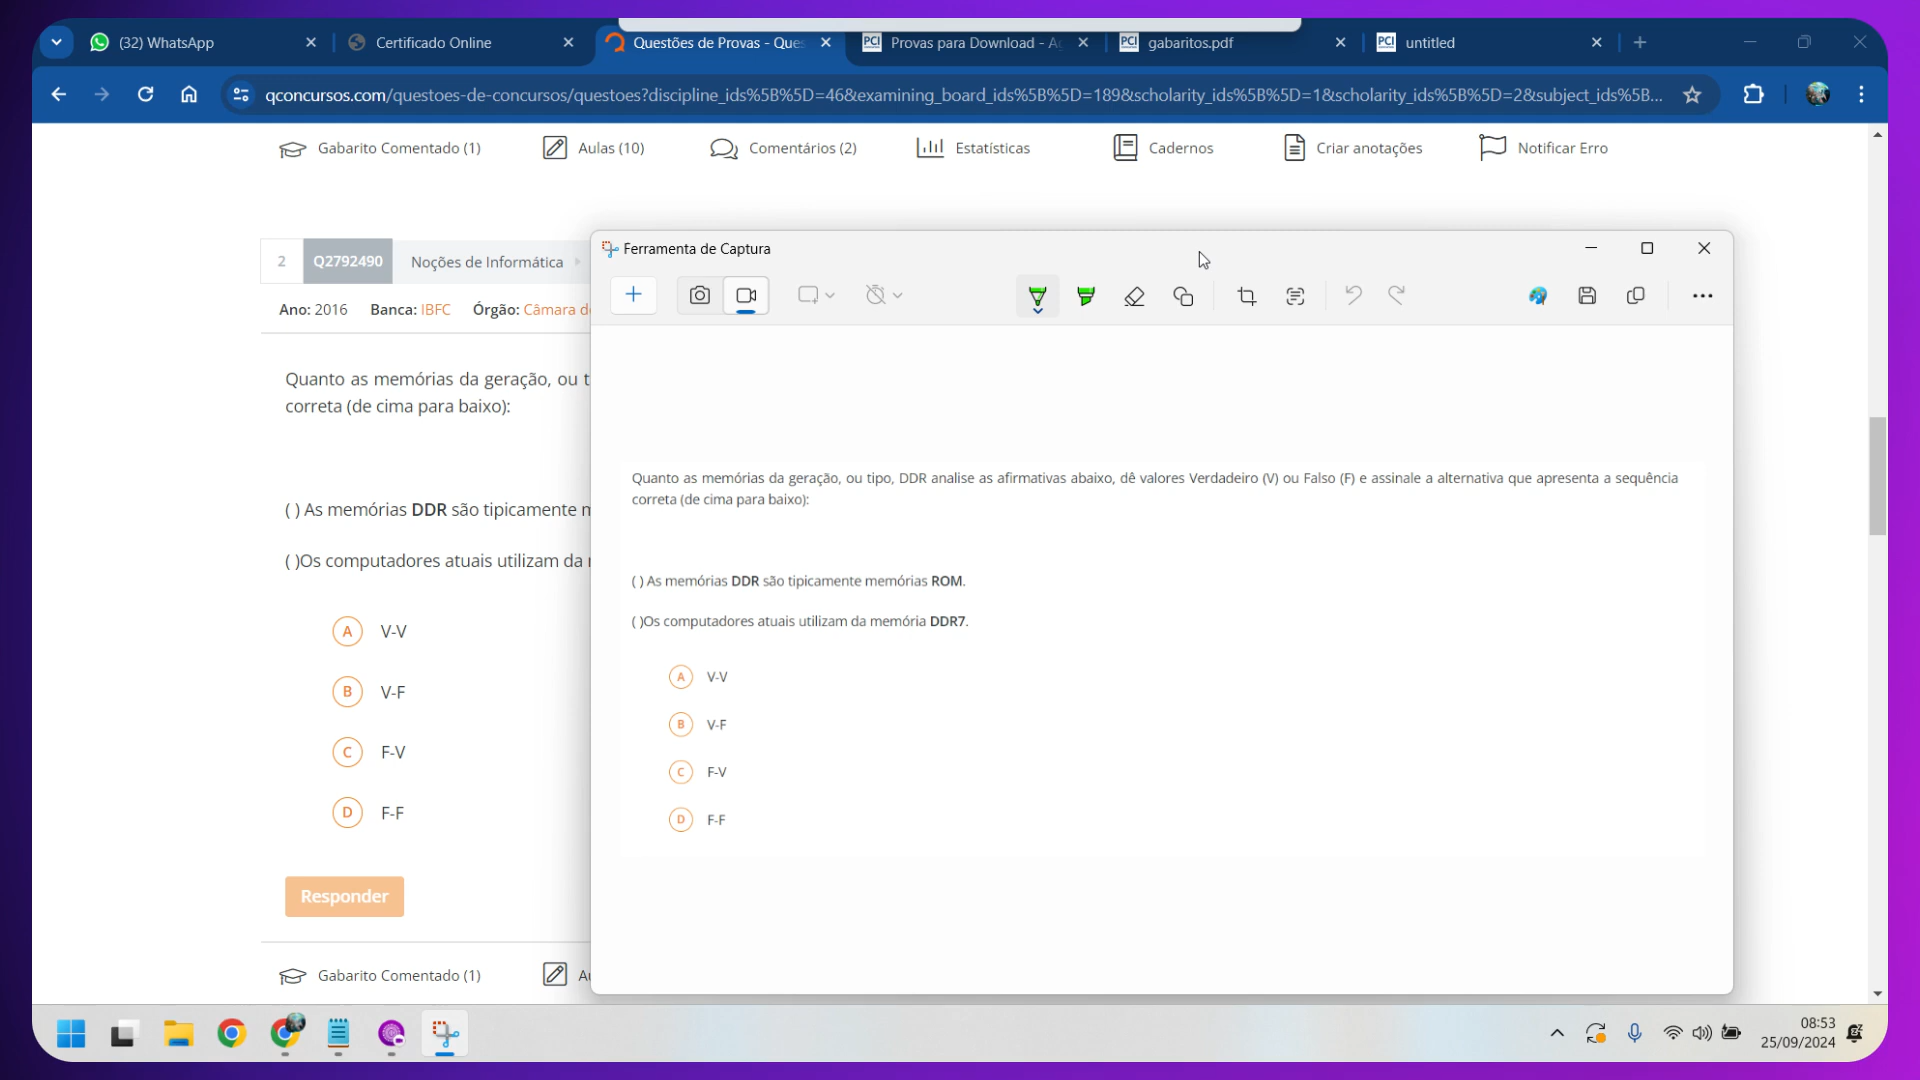 (32) WhatsApp
Certificado Online
Questões de Provas - Ques
PCI Provas para Download - Ag
PCI gabaritos.pdf
PCI untitled
qconcursos.com/questoes-de-concursos/questoes?discipline_ids%5B%5D=46&examining_board_ids%5B%5D=189&scholarity_ids%5B%5D=1&scholarity_ids%5B%5D=2&subject_ids%5B...
Gabarito Comentado (1)
Aulas (10)
Comentários (2)
Estatísticas
Cadernos
Criar anotações
Notificar Erro
2 Q2792490 Noções de Informática
Ano: 2016 Banca: IBFC Órgão: Câmara d
Quanto as memórias da geração, ou t
correta (de cima para baixo):
( ) As memórias DDR são tipicamente
( )Os computadores atuais utilizam da
A V-V
B V-F
C F-V
D F-F
Responder
Gabarito Comentado (1)
Ferramenta de Captura
Quanto as memórias da geração, ou tipo, DDR analise as afirmativas abaixo, dê valores Verdadeiro (V) ou Falso (F) e assinale a alternativa que apresenta a sequência
correta (de cima para baixo):
( ) As memórias DDR são tipicamente memórias ROM.
( )Os computadores atuais utilizam da memória DDR7.
A V-V
B V-F
C F-V
D F-F
08:53
25/09/2024